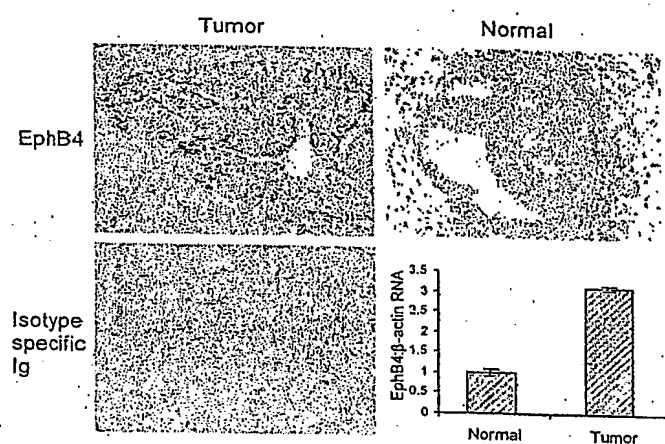 Tumor
Normal
EphB4
Isotype
specific
Ig
EphB4:β-actin RNA
3.5
3
2.5
2
1.5
1
0.5
0
Normal
Tumor